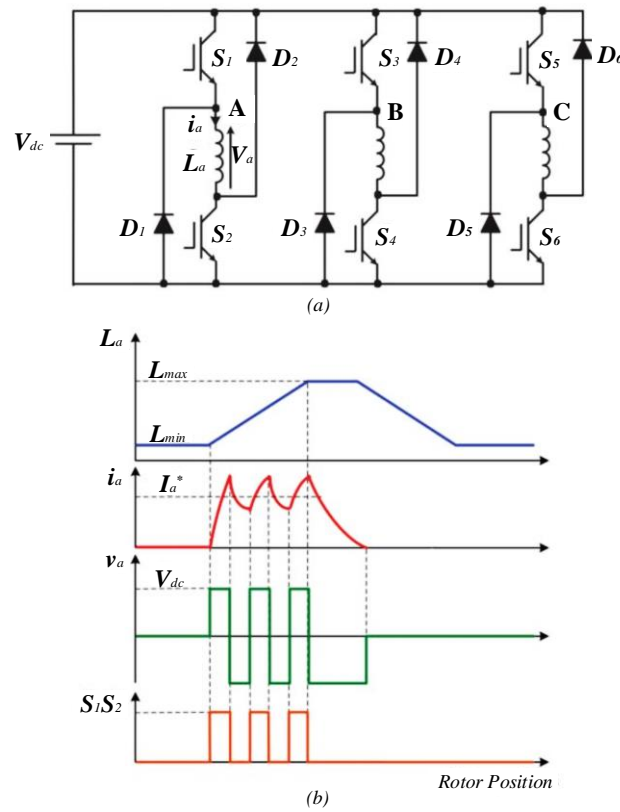 S1 D2 S3 D4 S5 D6
A B C
ia
Vdc La Va
D1 S2 D3 S4 D5 S6
(a)
La
Lmax
Lmin
ia Ia*
va
Vdc
S1S2
Rotor Position
(b)